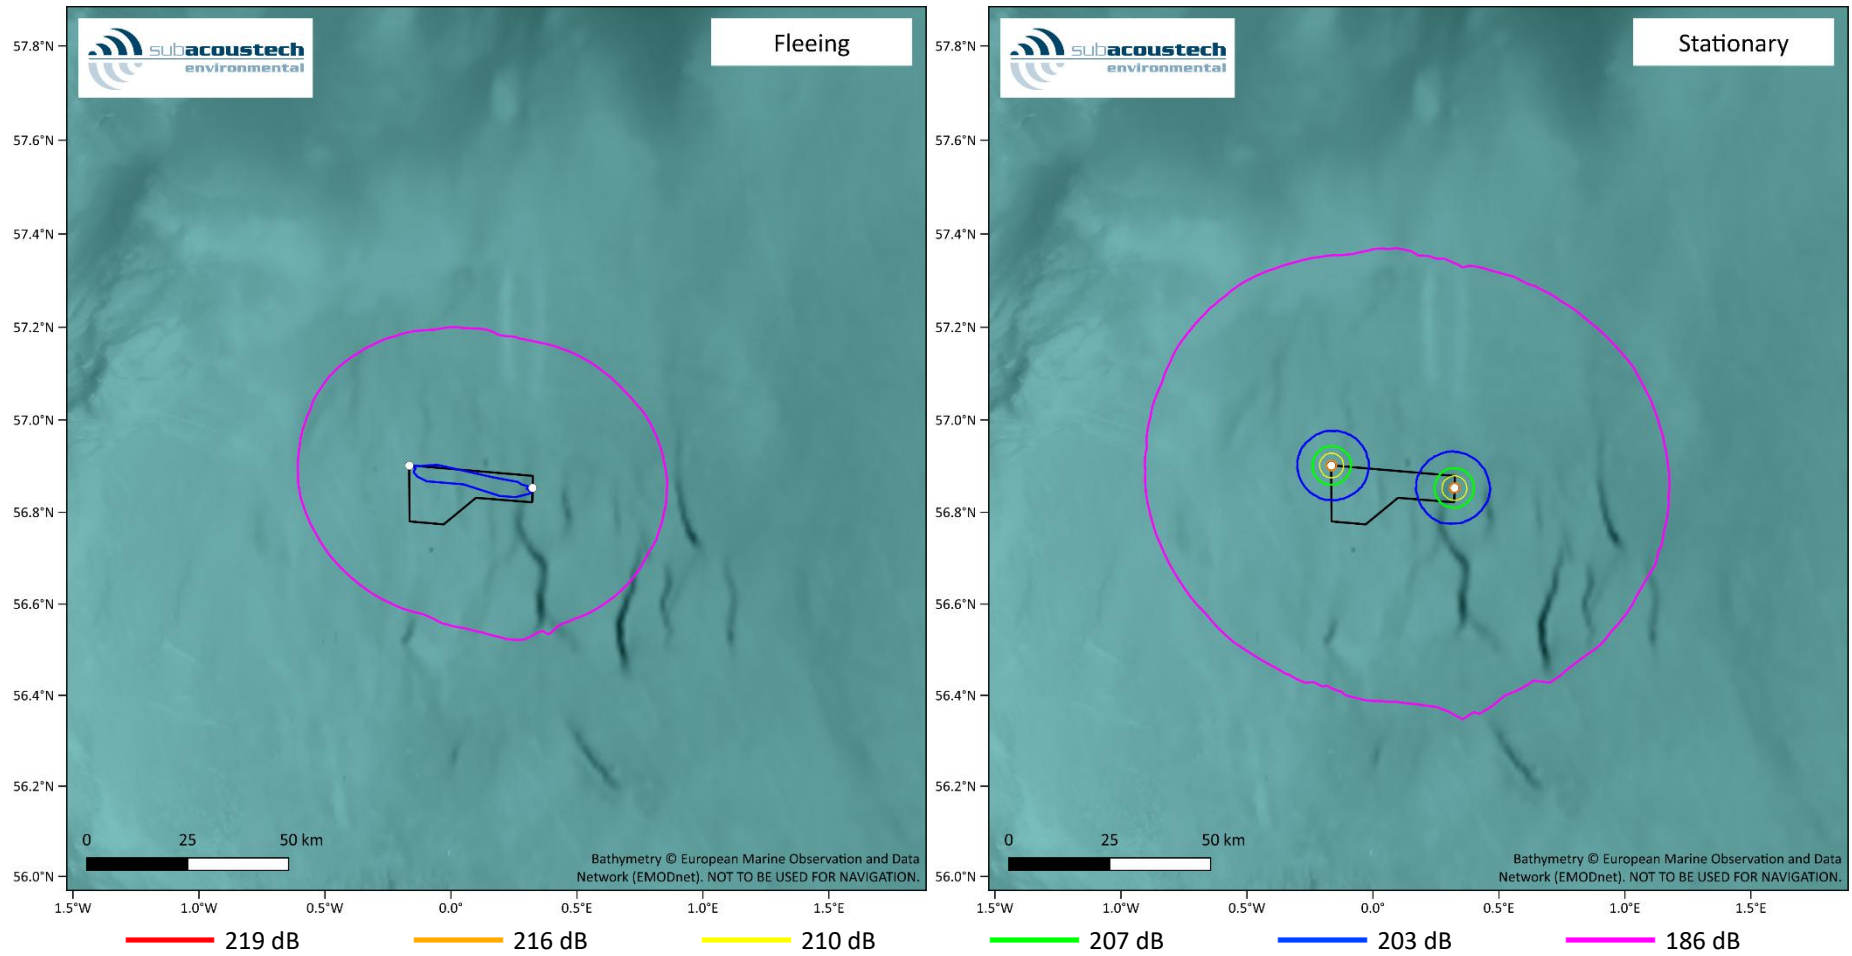 subacoustech
environmental
Fleeing
57.8°N
57.6°N
57.4°N
57.2°N
57.0°N
56.8°N
56.6°N
56.4°N
56.2°N
56.0°N
0 25 50 km
Bathymetry © European Marine Observation and Data
Network (EMODnet). NOT TO BE USED FOR NAVIGATION.
1.5°W 1.0°W 0.5°W 0.0° 0.5°E 1.0°E 1.5°E
subacoustech
environmental
Stationary
57.8°N
57.6°N
57.4°N
57.2°N
57.0°N
56.8°N
56.6°N
56.4°N
56.2°N
56.0°N
0 25 50 km
Bathymetry © European Marine Observation and Data
Network (EMODnet). NOT TO BE USED FOR NAVIGATION.
1.5°W 1.0°W 0.5°W 0.0° 0.5°E 1.0°E 1.5°E
219 dB 216 dB 210 dB 207 dB 203 dB 186 dB